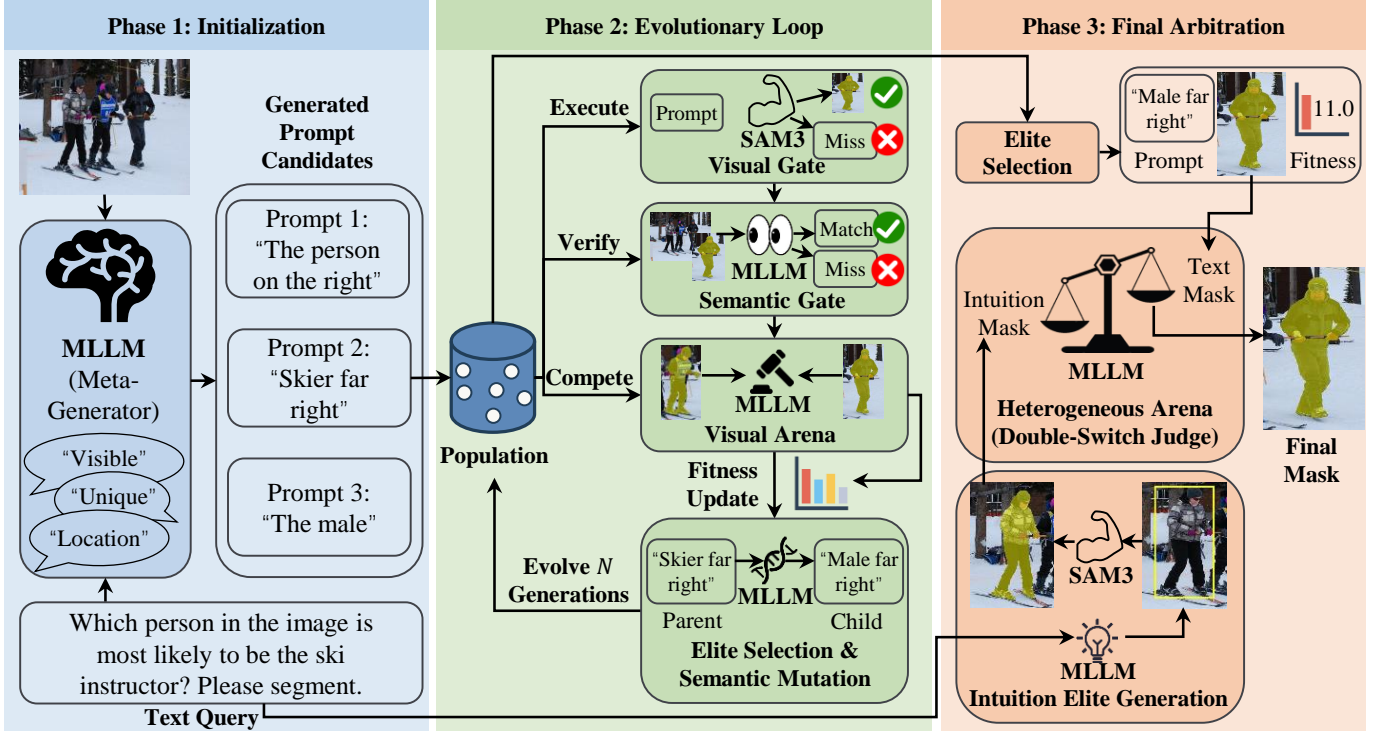 Phase 1: Initialization
Generated
Prompt
Candidates
Prompt 1:
“The person
on the right”
Prompt 2:
“Skier far
right”
Prompt 3:
“The male”
MLLM
(Meta-
Generator)
“Visible”
“Unique”
“Location”
Which person in the image is
most likely to be the ski
instructor? Please segment.
Text Query
Phase 2: Evolutionary Loop
Population
Execute
Prompt
SAM3
Miss
Visual Gate
Verify
MLLM
Match
Miss
Semantic Gate
Compete
MLLM
Visual Arena
Fitness
Update
Evolve N
Generations
“Skier far
right”
Parent
MLLM
“Male far
right”
Child
Elite Selection &
Semantic Mutation
Phase 3: Final Arbitration
Elite
Selection
“Male far
right”
Prompt
11.0
Fitness
Intuition
Mask
Text
Mask
MLLM
Heterogeneous Arena
(Double-Switch Judge)
Final
Mask
SAM3
MLLM
Intuition Elite Generation